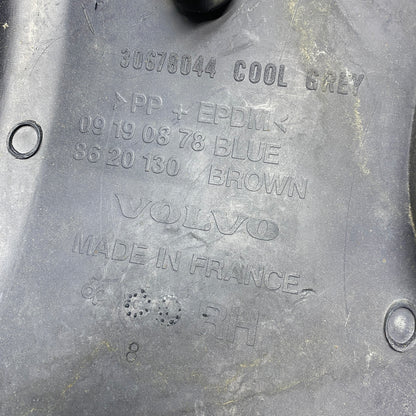 30678044 COOL GREY
>PP + EPDM<
09 19 08 78 BLUE
86 20 130 BROWN
VOLVO
MADE IN FRANCE
RH
8